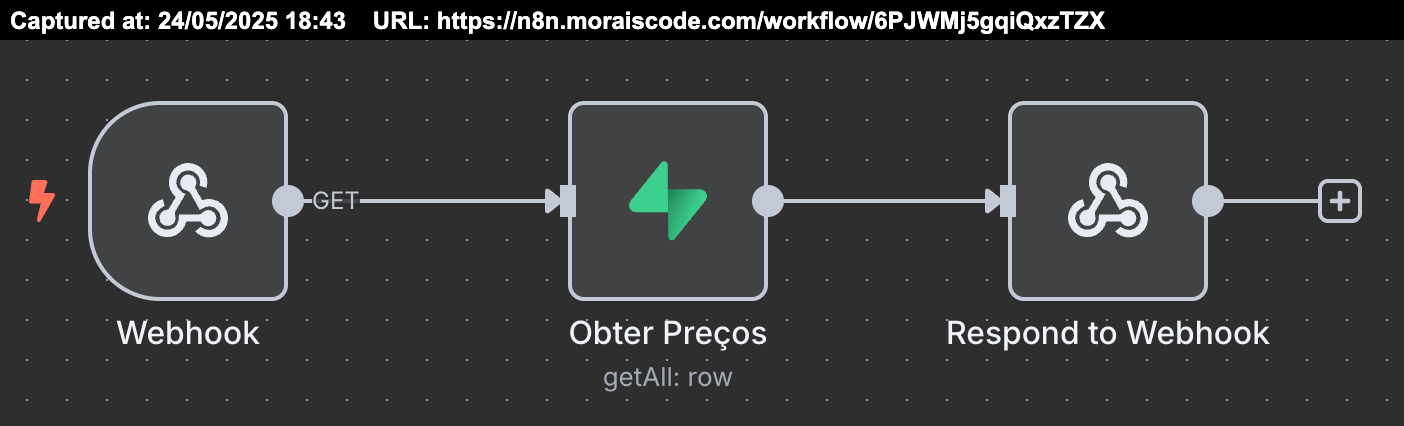 Captured at: 24/05/2025 18:43 URL: https://n8n.moraiscode.com/workflow/6PJWMj5gqiQxzTZX
GET
Webhook
Obter Preços
Respond to Webhook
getAll: row